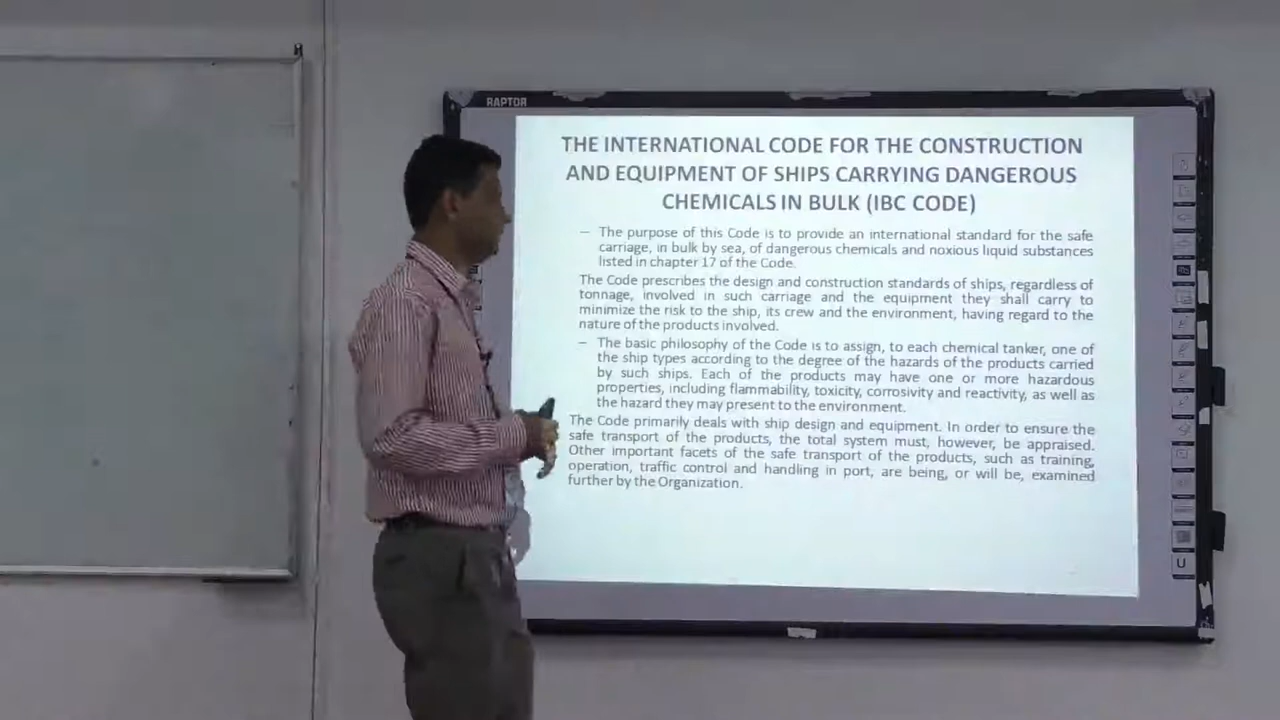 RAPTOR
THE INTERNATIONAL CODE FOR THE CONSTRUCTION
AND EQUIPMENT OF SHIPS CARRYING DANGEROUS
CHEMICALS IN BULK (IBC CODE)
– The purpose of this Code is to provide an international standard for the safe
carriage, in bulk by sea, of dangerous chemicals and noxious liquid substances
listed in chapter 17 of the Code.
The Code prescribes the design and construction standards of ships, regardless of
tonnage, involved in such carriage and the equipment they shall carry to
minimize the risk to the ship, its crew and the environment, having regard to the
nature of the products involved.
– The basic philosophy of the Code is to assign, to each chemical tanker, one of
the ship types according to the degree of the hazards of the products carried
by such ships. Each of the products may have one or more hazardous
properties, including flammability, toxicity, corrosivity and reactivity, as well as
the hazard they may present to the environment.
The Code primarily deals with ship design and equipment. In order to ensure the
safe transport of the products, the total system must, however, be appraised.
Other important facets of the safe transport of the products, such as training,
operation, traffic control and handling in port, are being, or will be, examined
further by the Organization.
U